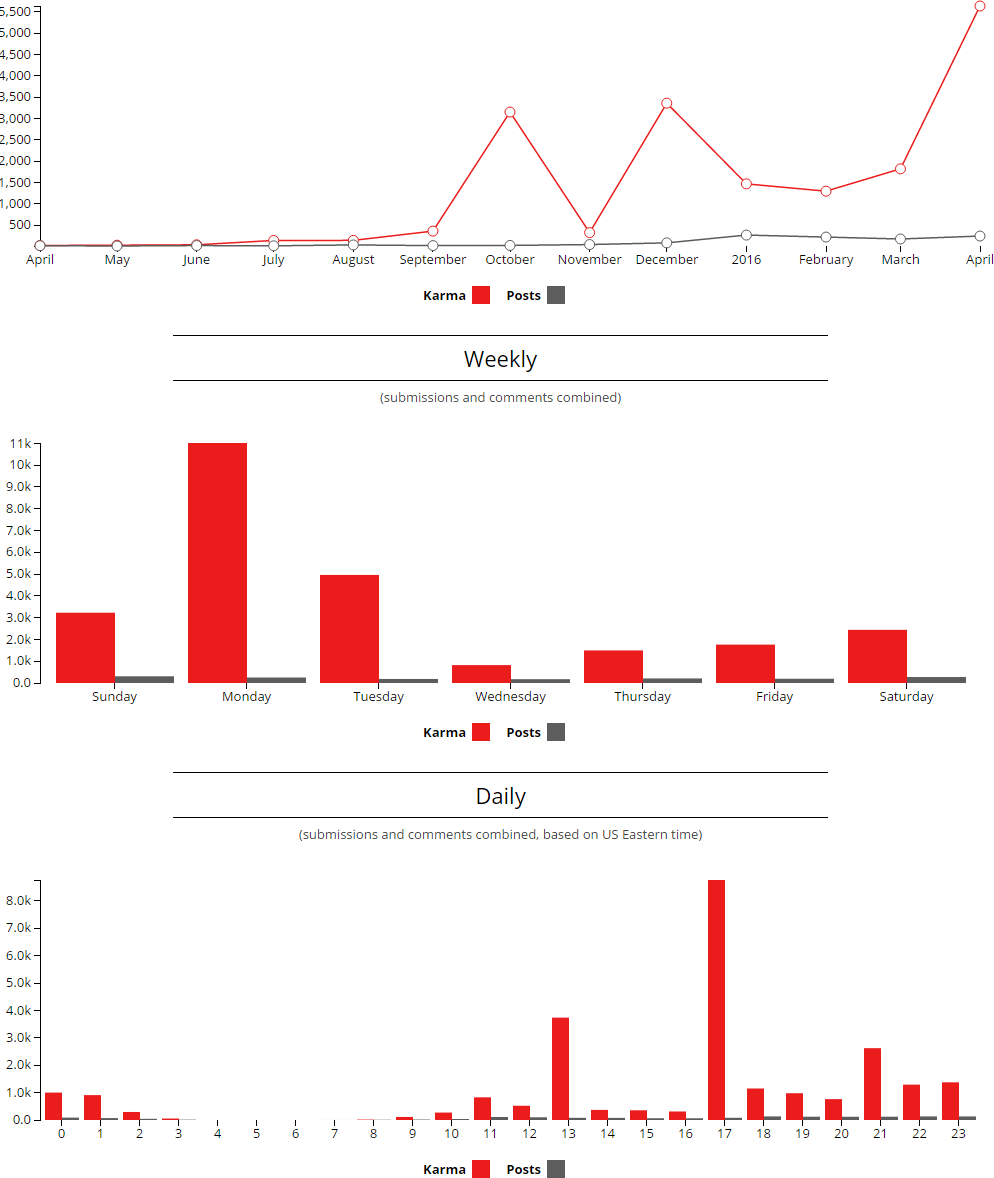 5,500
5,000
4,500
4,000
3,500
3,000
2,500
2,000
1,500
1,000
500
April May June July August September October November December 2016 February March April
Karma Posts
Weekly
(submissions and comments combined)
11k
10k
9.0k
8.0k
7.0k
6.0k
5.0k
4.0k
3.0k
2.0k
1.0k
0.0
Sunday Monday Tuesday Wednesday Thursday Friday Saturday
Karma Posts
Daily
(submissions and comments combined, based on US Eastern time)
8.0k
7.0k
6.0k
5.0k
4.0k
3.0k
2.0k
1.0k
0.0
0 1 2 3 4 5 6 7 8 9 10 11 12 13 14 15 16 17 18 19 20 21 22 23
Karma Posts